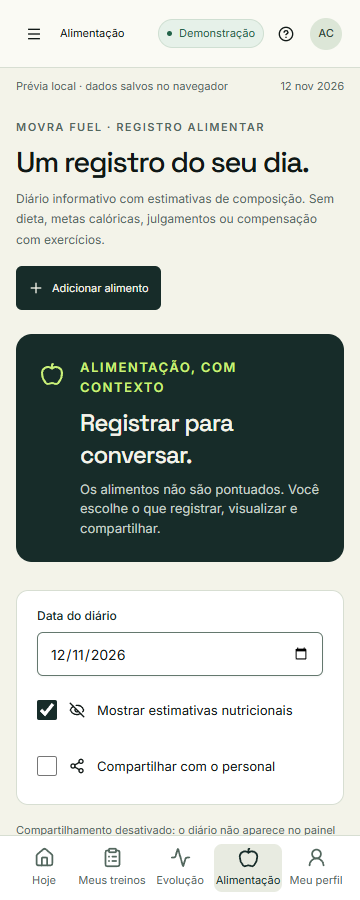 Alimentação
Demonstração
AC
Prévia local · dados salvos no navegador
12 nov 2026
MOVRA FUEL · REGISTRO ALIMENTAR
Um registro do seu dia.
Diário informativo com estimativas de composição. Sem
dieta, metas calóricas, julgamentos ou compensação
com exercícios.
Adicionar alimento
ALIMENTAÇÃO, COM
CONTEXTO
Registrar para
conversar.
Os alimentos não são pontuados. Você
escolhe o que registrar, visualizar e
compartilhar.
Data do diário
12/11/2026
Mostrar estimativas nutricionais
Compartilhar com o personal
Compartilhamento desativado: o diário não aparece no painel
Hoje
Meus treinos
Evolução
Alimentação
Meu perfil